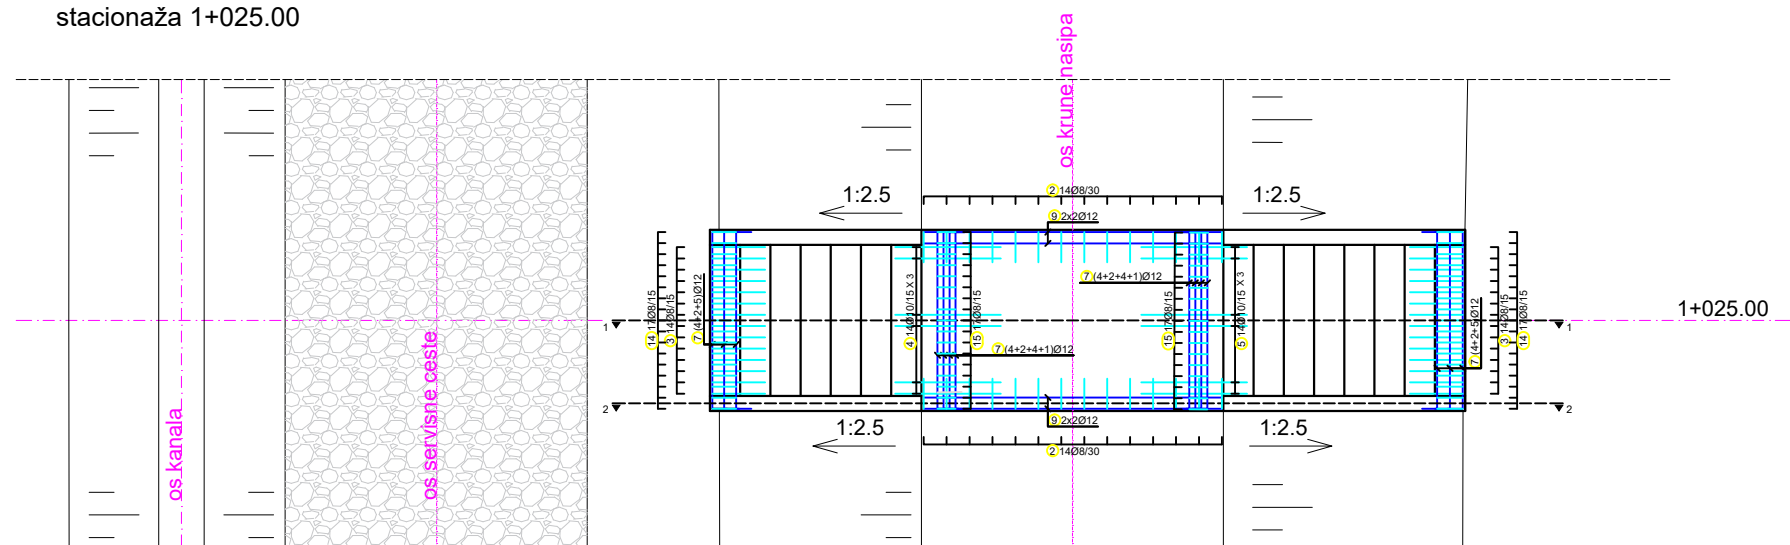 stacionaža 1+025.00
os krune nasipa
1:2.5
2 14Ø8/30
1:2.5
9 2x2Ø12
7 (4+2+4+1)Ø12
14 17Ø8/15
3 14Ø8/15
7 (4+2+5)Ø12
4 14Ø10/15 X 3
15 17Ø8/15
15 17Ø8/15
5 14Ø10/15 X 3
7 (4+2+5)Ø12
3 14Ø8/15
14 17Ø8/15
1+025.00
1
1
7 (4+2+4+1)Ø12
2
2
9 2x2Ø12
1:2.5
1:2.5
2 14Ø8/30
os kanala
os servisne ceste